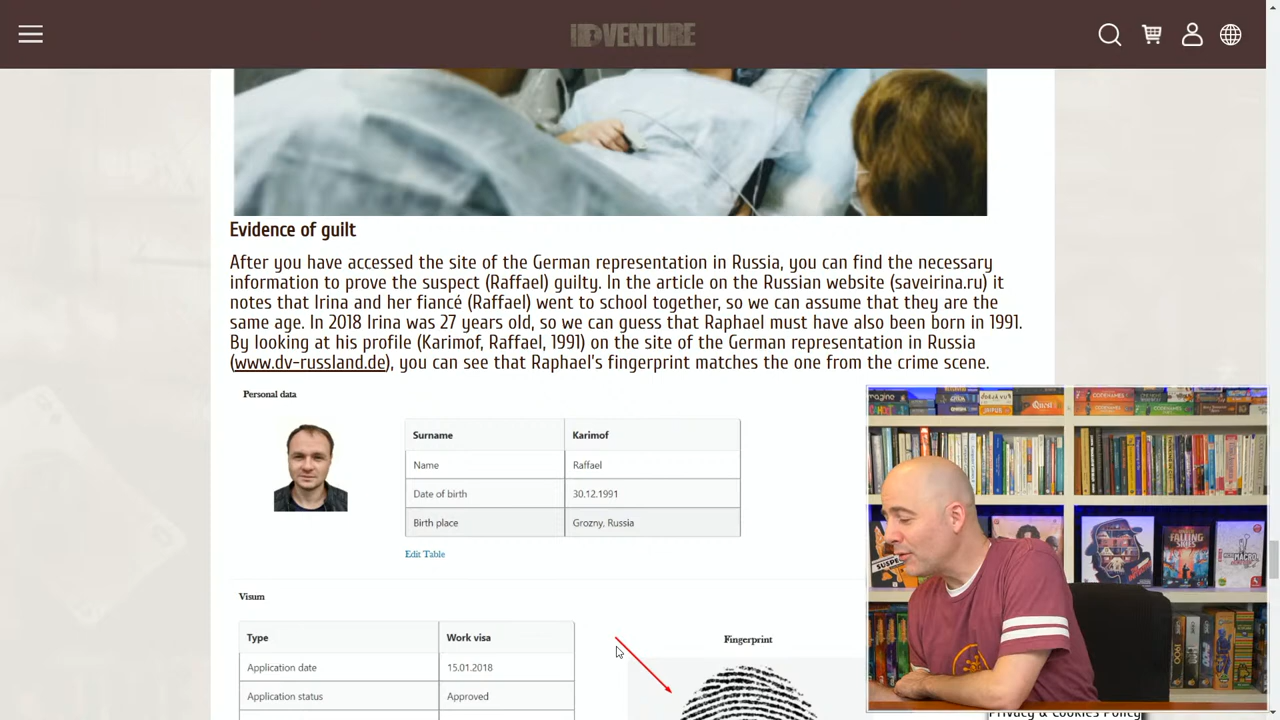 iDVENTURE
Evidence of guilt
After you have accessed the site of the German representation in Russia, you can find the necessary
information to prove the suspect (Raffael) guilty. In the article on the Russian website (saveirina.ru) it
notes that Irina and her fiancé (Raffael) went to school together, so we can assume that they are the
same age. In 2018 Irina was 27 years old, so we can guess that Raphael must have also been born in 1991.
By looking at his profile (Karimof, Raffael, 1991) on the site of the German representation in Russia
(www.dv-russland.de), you can see that Raphael's fingerprint matches the one from the crime scene.
Personal data
Surname Karimof
Name Raffael
Date of birth 30.12.1991
Birth place Grozny, Russia
Edit Table
Visum
Type Work visa
Fingerprint
Application date 15.01.2018
Application status Approved
Privacy & Cookies Policy
CODENAMES
JAIPUR
Quest
SUSPE
FALLING
SKIES